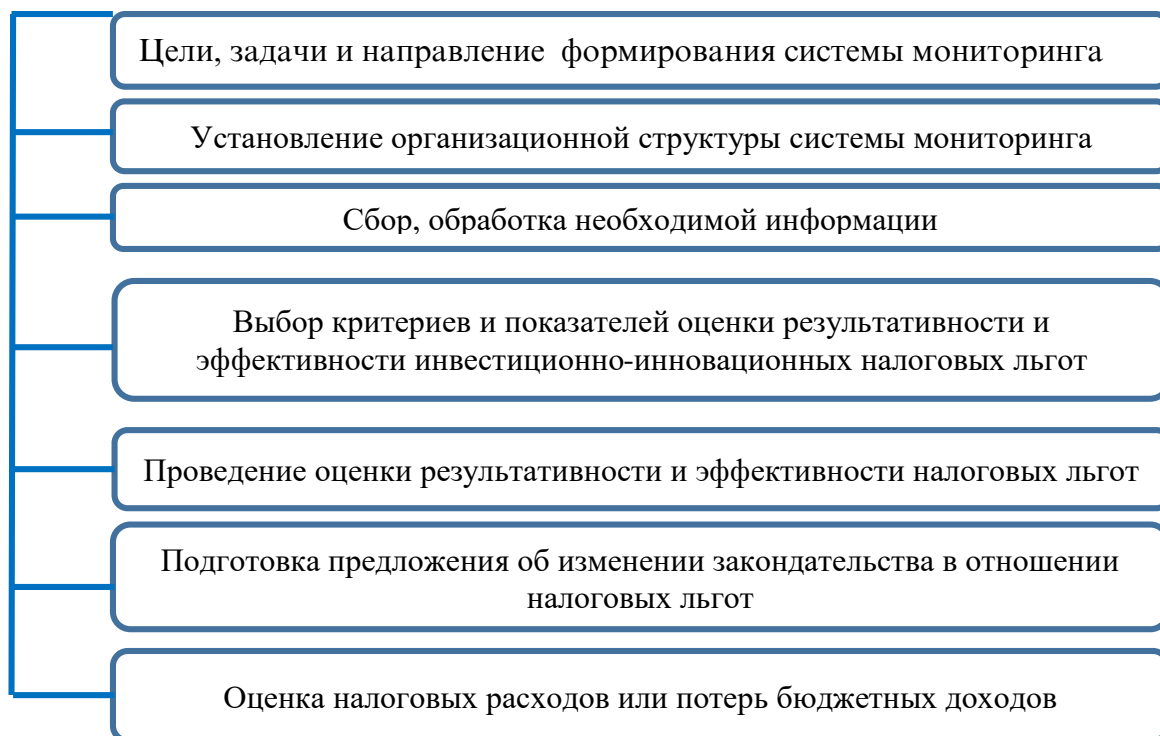 Цели, задачи и направление формирования системы мониторинга
Установление организационной структуры системы мониторинга
Сбор, обработка необходимой информации
Выбор критериев и показателей оценки результативности и
эффективности инвестиционно-инновационных налоговых льгот
Проведение оценки результативности и эффективности налоговых льгот
Подготовка предложения об изменении закондательства в отношении
налоговых льгот
Оценка налоговых расходов или потерь бюджетных доходов